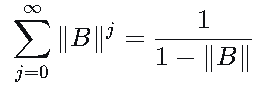 \sum_{j=0}^{\infty} \|B\|^j = \frac{1}{1 - \|B\|}